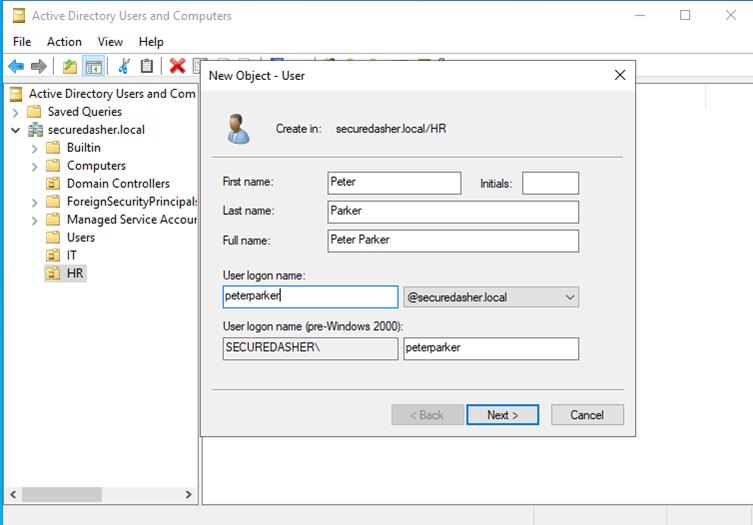 Active Directory Users and Computers
File Action View Help
Active Directory Users and Com
Saved Queries
securedasher.local
Builtin
Computers
Domain Controllers
ForeignSecurityPrincipals
Managed Service Accour
Users
IT
HR
New Object - User
Create in: securedasher.local/HR
First name: Peter Initials:
Last name: Parker
Full name: Peter Parker
User logon name:
peterparker @securedasher.local
User logon name (pre-Windows 2000):
SECUREDASHER\ peterparker
< Back Next > Cancel